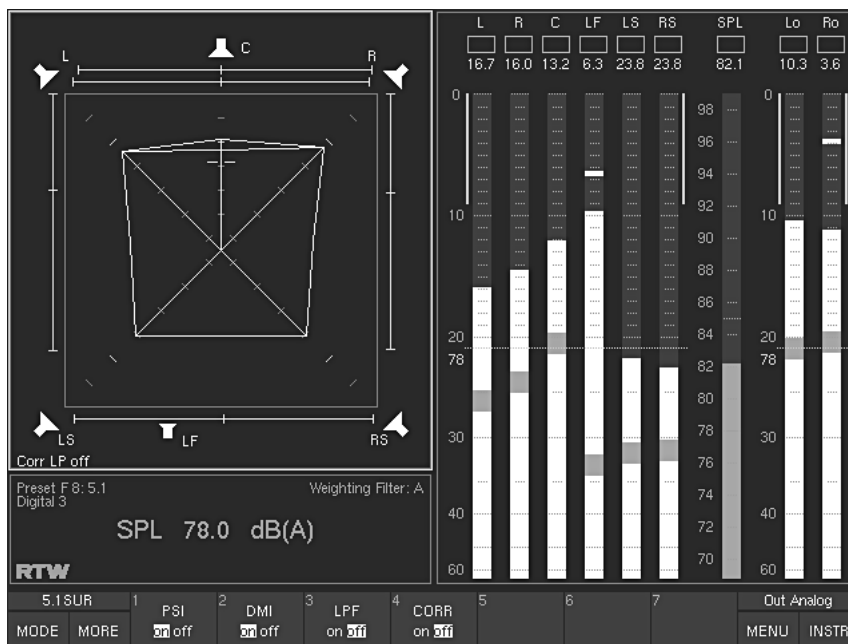 L R C LF LS RS SPL Lo Ro
16.7 16.0 13.2 6.3 23.8 23.8 82.1 10.3 3.6
L C R
LS LF RS
Corr LP off
0 10 20 78 30 40 60
98 96 94 92 90 88 86 84 82 80 78 76 74 72 70
0 10 20 78 30 40 60
Preset F 8: 5.1 Weighting Filter: A
Digital 3
SPL 78.0 dB(A)
RTW
5.1SUR 1 PSI 2 DMI 3 LPF 4 CORR 5 6 7 Out Analog
MODE MORE on off on off on off on off MENU INSTR